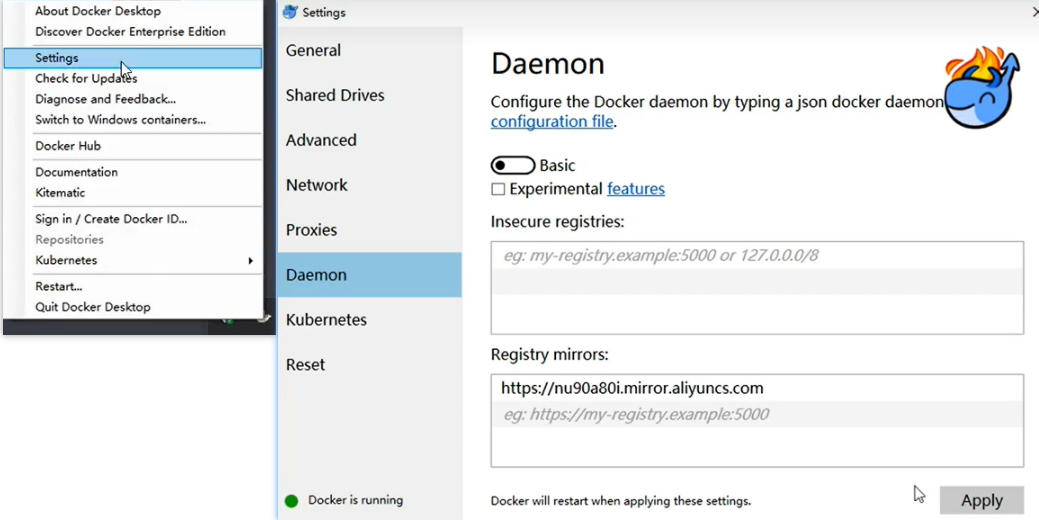 About Docker Desktop
Discover Docker Enterprise Edition
Settings
Check for Updates
Diagnose and Feedback...
Switch to Windows containers...
Docker Hub
Documentation
Kitematic
Sign in / Create Docker ID...
Repositories
Kubernetes
Restart...
Quit Docker Desktop
Settings
General
Shared Drives
Advanced
Network
Proxies
Daemon
Kubernetes
Reset
Docker is running
Daemon
Configure the Docker daemon by typing a json docker daemon
configuration file.
Basic
Experimental features
Insecure registries:
eg: my-registry.example:5000 or 127.0.0.0/8
Registry mirrors:
https://nu90a80i.mirror.aliyuncs.com
eg: https://my-registry.example:5000
Docker will restart when applying these settings.
Apply